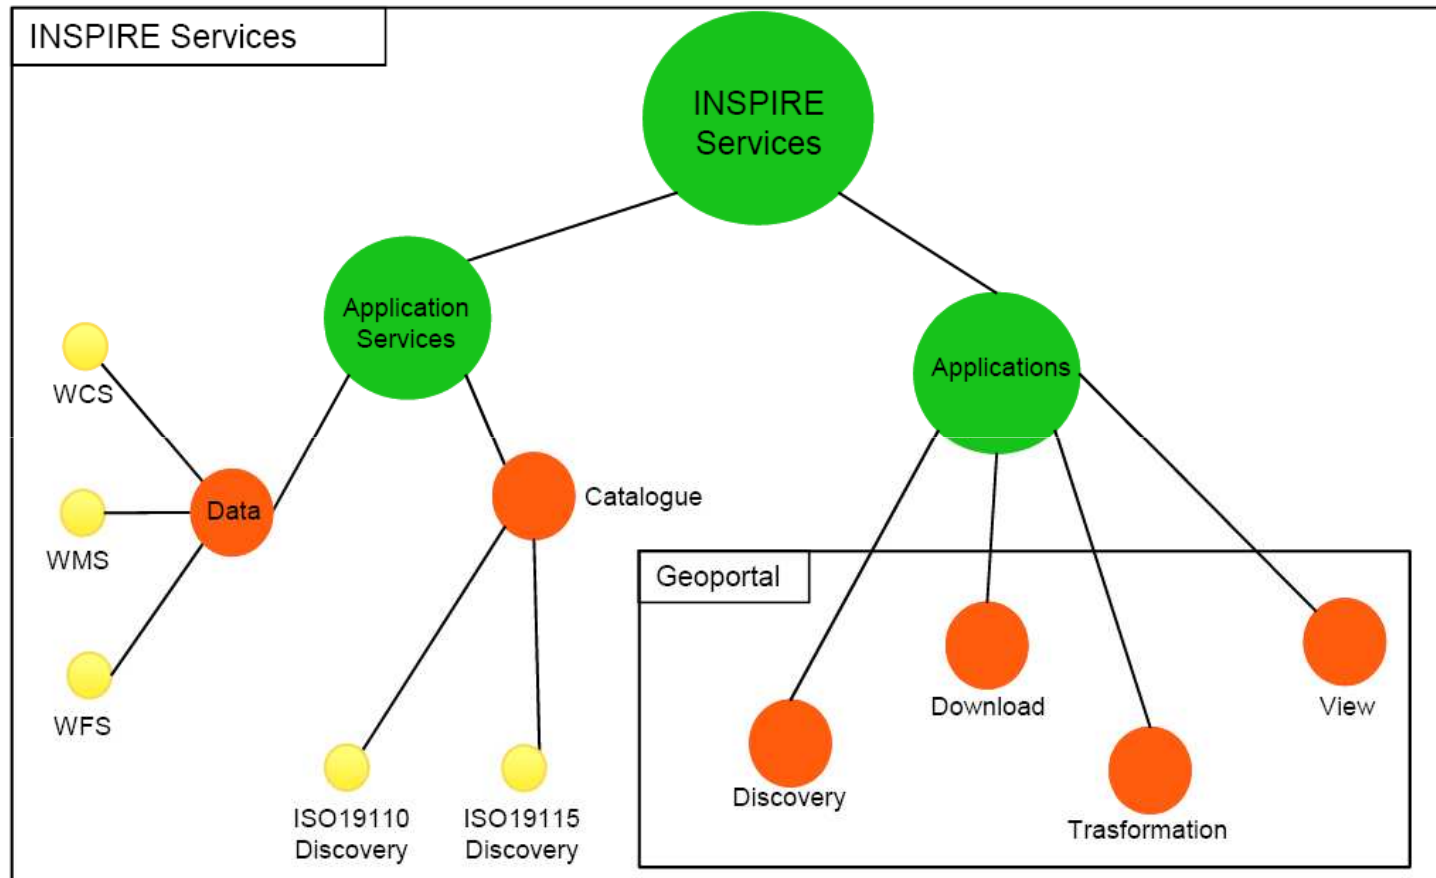 INSPIRE Services
INSPIRE
Services
Application
Services
Applications
WCS
Data
Catalogue
WMS
Geoportal
WFS
Download
View
Discovery
Trasformation
ISO19110
Discovery
ISO19115
Discovery